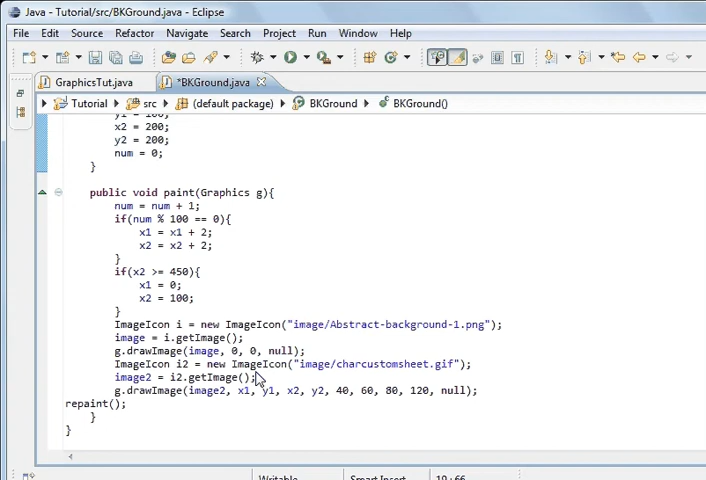 Java - Tutorial/src/BKGround.java - Eclipse
File Edit Source Refactor Navigate Search Project Run Window Help
GraphicsTut.java *BKGround.java
Tutorial src (default package) BKGround BKGround()
x2 = 200;
y2 = 200;
num = 0;
}
public void paint(Graphics g){
num = num + 1;
if(num % 100 == 0){
x1 = x1 + 2;
x2 = x2 + 2;
}
if(x2 >= 450){
x1 = 0;
x2 = 100;
}
ImageIcon i = new ImageIcon("image/Abstract-background-1.png");
image = i.getImage();
g.drawImage(image, 0, 0, null);
ImageIcon i2 = new ImageIcon("image/charcustomsheet.gif");
image2 = i2.getImage();
g.drawImage(image2, x1, y1, x2, y2, 40, 60, 80, 120, null);
repaint();
}
}
Writable Smart Insert